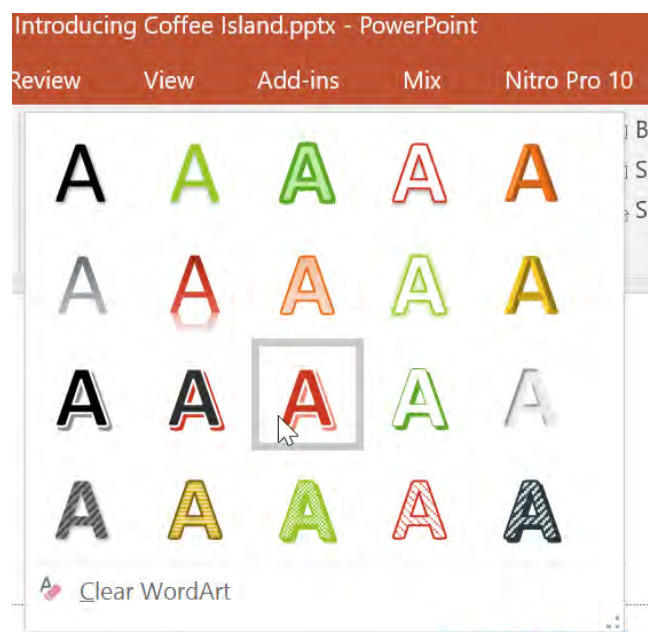 Introducing Coffee Island.pptx - PowerPoint
Review View Add-ins Mix Nitro Pro 10
B
A A A A A
S
S
A A A A A
A A A A A
A A A A A
Clear WordArt